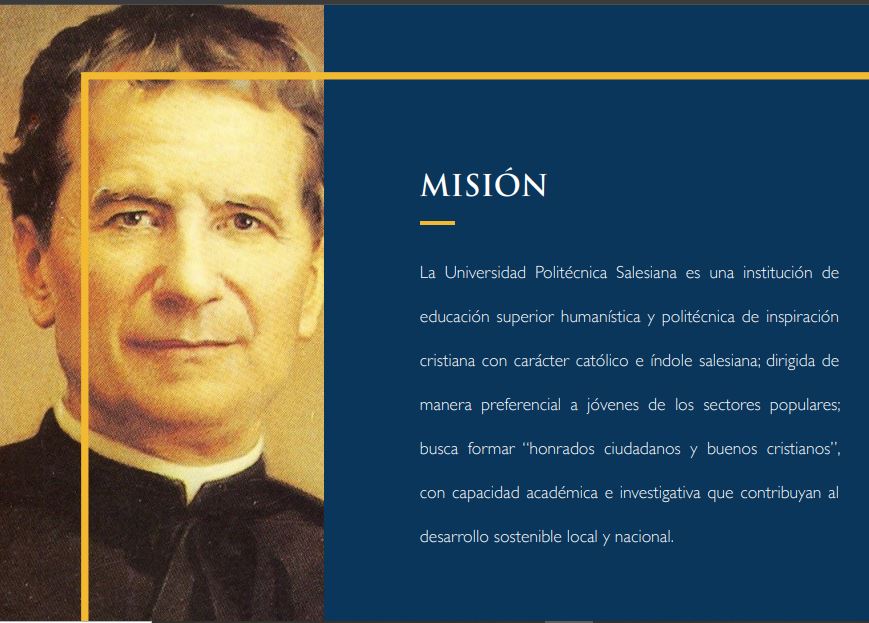 MISIÓN
La Universidad Politécnica Salesiana es una institución de
educación superior humanística y politécnica de inspiración
cristiana con carácter católico e índole salesiana; dirigida de
manera preferencial a jóvenes de los sectores populares;
busca formar “honrados ciudadanos y buenos cristianos”,
con capacidad académica e investigativa que contribuyan al
desarrollo sostenible local y nacional.